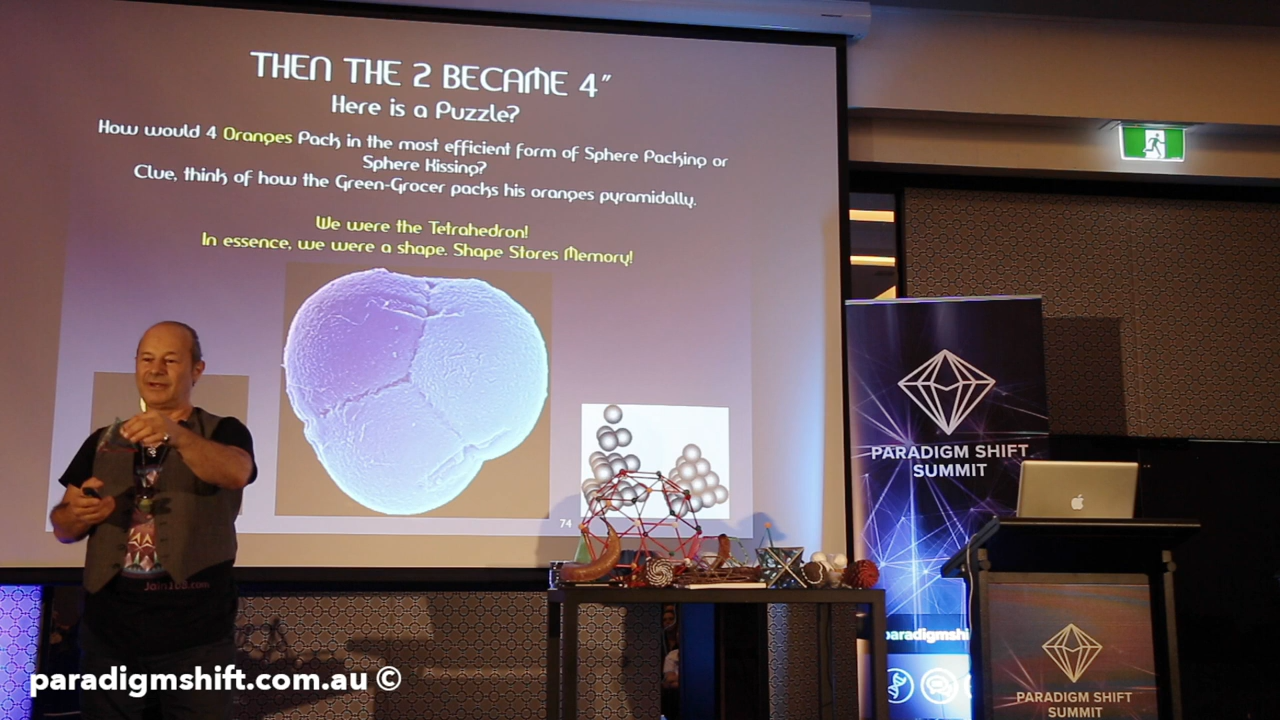 THEN THE 2 BECAME 4"
Here is a Puzzle?
How would 4 Oranges Pack in the most efficient form of Sphere Packing or
Sphere Kissing?
Clue, think of how the Green-Grocer packs his oranges pyramidally.
We were the Tetrahedron!
In essence, we were a shape. Shape Stores Memory!
74
PARADIGM SHIFT
SUMMIT
paradigmshi
PARADIGM SHIFT
SUMMIT
paradigmshift.com.au ©